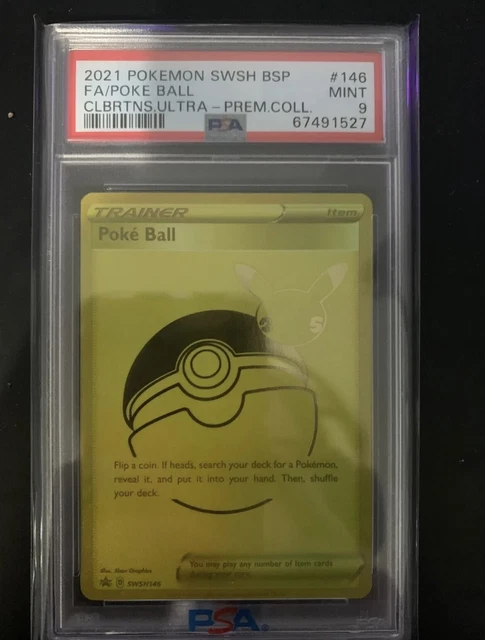 2021 POKEMON SWSH BSP #146
FA/POKE BALL MINT
CLBRTNS.ULTRA-PREM.COLL. 9
PSA 67491527
TRAINER Item
Poké Ball
25
Flip a coin. If heads, search your deck for a Pokémon,
reveal it, and put it into your hand. Then, shuffle
your deck.
You may play any number of Item cards
during your turn.
SWSH146
PSA